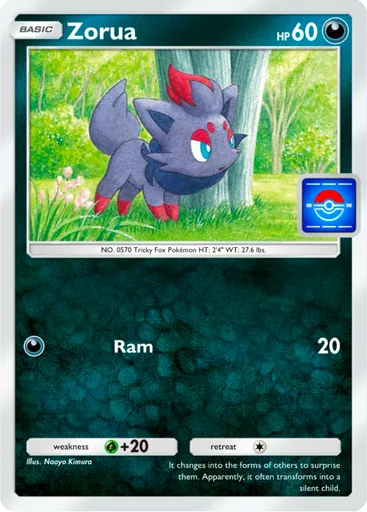 BASIC Zorua HP 60
NO. 0570 Tricky Fox Pokémon HT: 2'4" WT: 27.6 lbs.
Ram 20
weakness +20 retreat
Illus. Naoyo Kimura
It changes into the forms of others to surprise
them. Apparently, it often transforms into a
silent child.